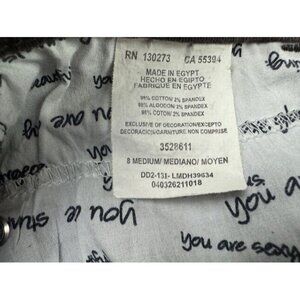 RN 130273 CA 55394
MADE IN EGYPT
HECHO EN EGIPTO
FABRIQUE EN EGYPTE
98% COTTON/ 2% SPANDEX
98% ALGODON/ 2% SPANDEX
98% COTON/ 2% SPANDEX
EXCLUSIVE OF DECORATION/EXCEPTO
DECORACION/GARNITURE NON COMPRISE
3528611
8 MEDIUM/ MEDIANO/ MOYEN
DD2-131- LMDH39634
040326211018
you are
you
you are sexy